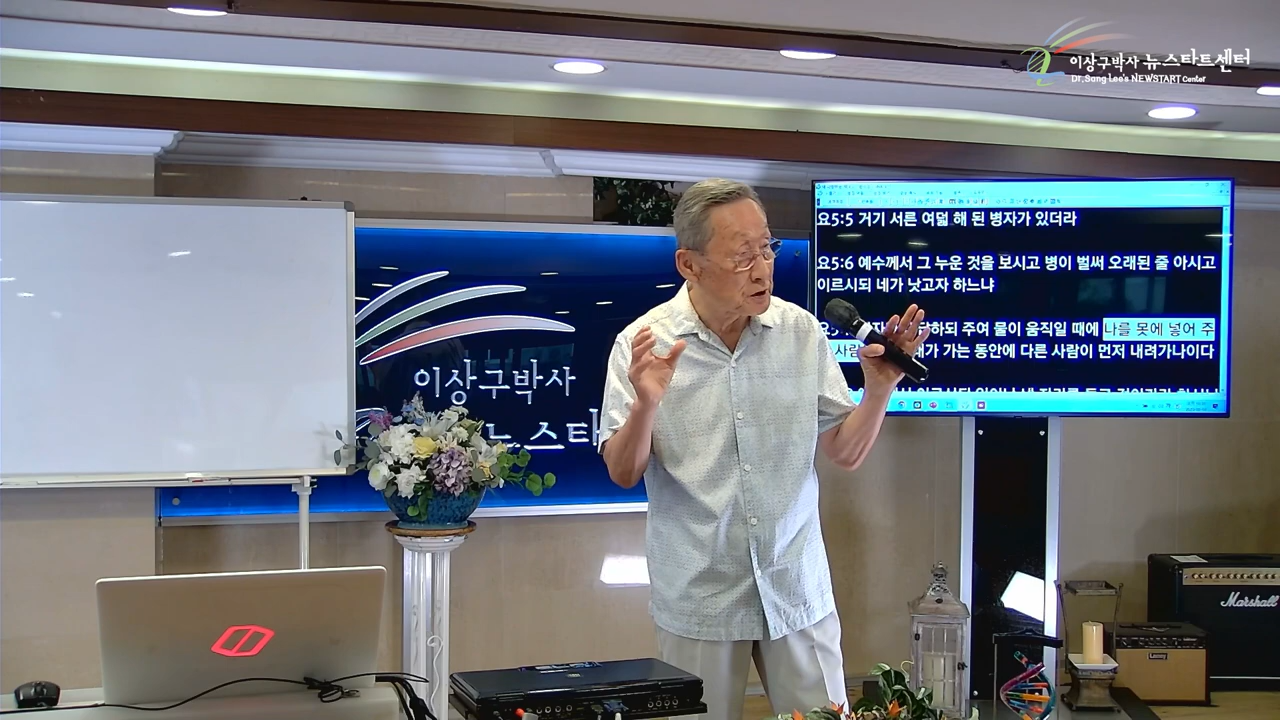 이상구박사 뉴스타트센터
Dr. Sang Lee's NEWSTART Center
요5:5 거기 서른 여덟 해 된 병자가 있더라
요5:6 예수께서 그 누운 것을 보시고 병이 벌써 오래된 줄 아시고
이르시되 네가 낫고자 하느냐
하되 주여 물이 움직일 때에 나를 못에 넣어 주
가는 동안에 다른 사람이 먼저 내려가나이다
이상구박사
뉴스타
Marshall
Laney